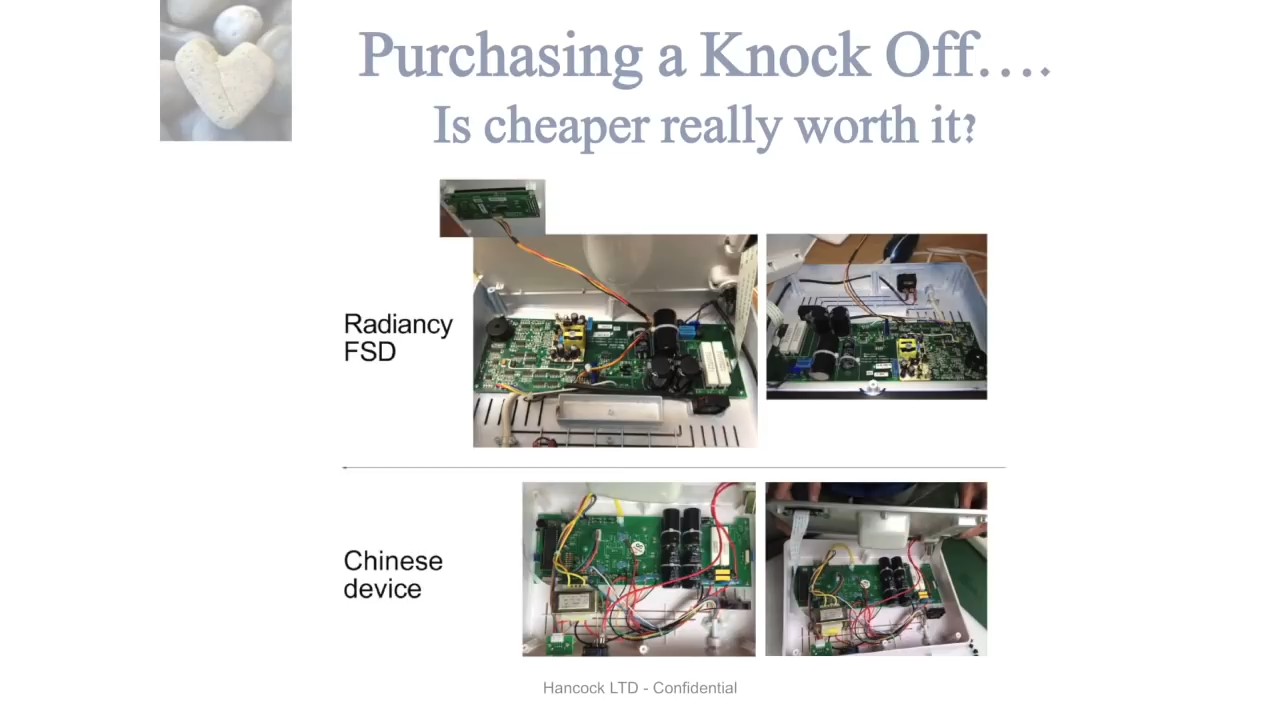 Purchasing a Knock Off….
Is cheaper really worth it?
Radiancy
FSD
Chinese
device
Hancock LTD - Confidential